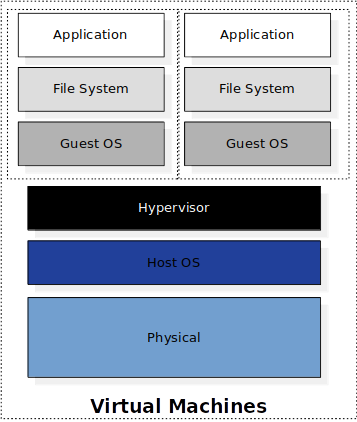 Application
Application
File System
File System
Guest OS
Guest OS
Hypervisor
Host OS
Physical
Virtual Machines